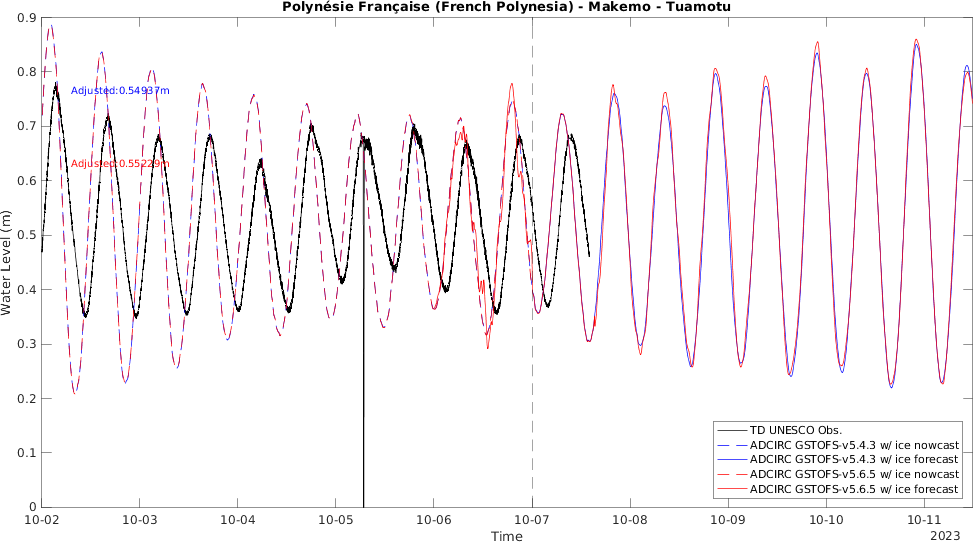 Polynésie Française (French Polynesia) - Makemo - Tuamotu
0.9
0.8
0.7
0.6
0.5
0.4
0.3
0.2
0.1
0
Water Level (m)
Adjusted:0.54937m
Adjusted:0.55229m
TD UNESCO Obs.
ADCIRC GSTOFS-v5.4.3 w/ ice nowcast
ADCIRC GSTOFS-v5.4.3 w/ ice forecast
ADCIRC GSTOFS-v5.6.5 w/ ice nowcast
ADCIRC GSTOFS-v5.6.5 w/ ice forecast
10-02 10-03 10-04 10-05 10-06 10-07 10-08 10-09 10-10 10-11
Time
2023